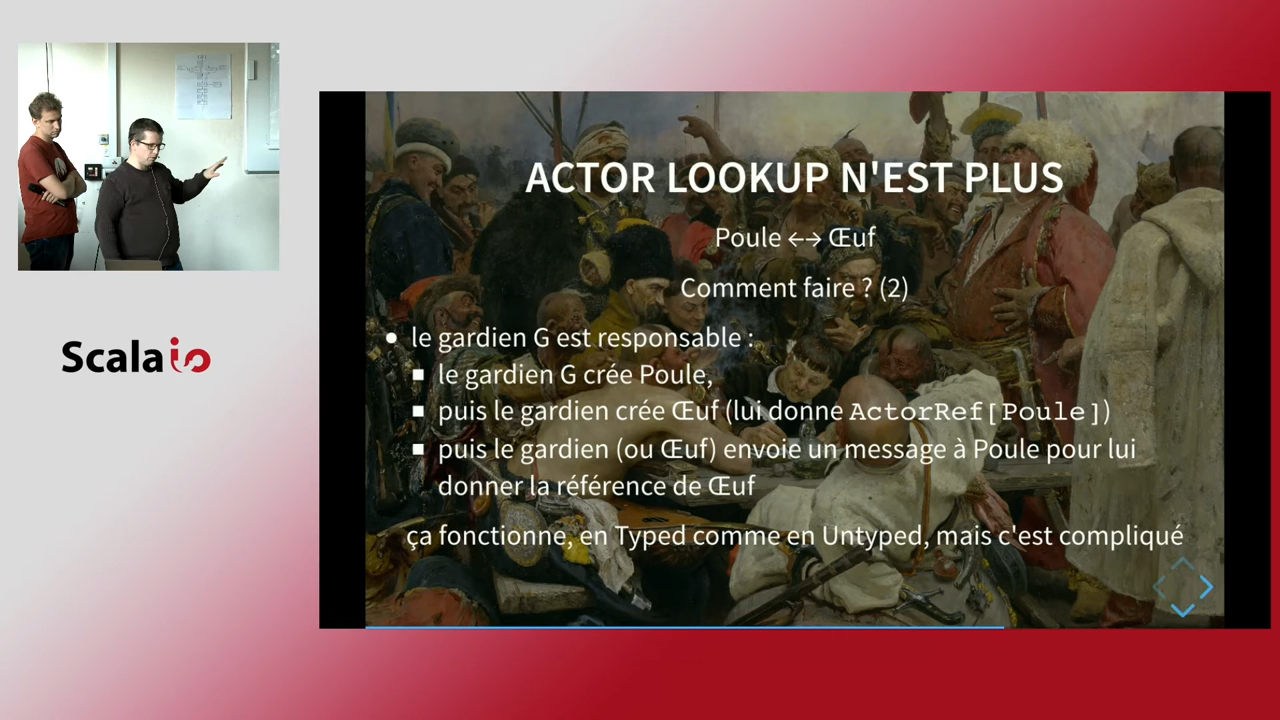 ACTOR LOOKUP N'EST PLUS
Poule ↔ Œuf
Comment faire ? (2)
• le gardien G est responsable :
▪ le gardien G crée Poule,
▪ puis le gardien crée Œuf (lui donne ActorRef[Poule])
▪ puis le gardien (ou Œuf) envoie un message à Poule pour lui
donner la référence de Œuf
ça fonctionne, en Typed comme en Untyped, mais c'est compliqué
Scala io